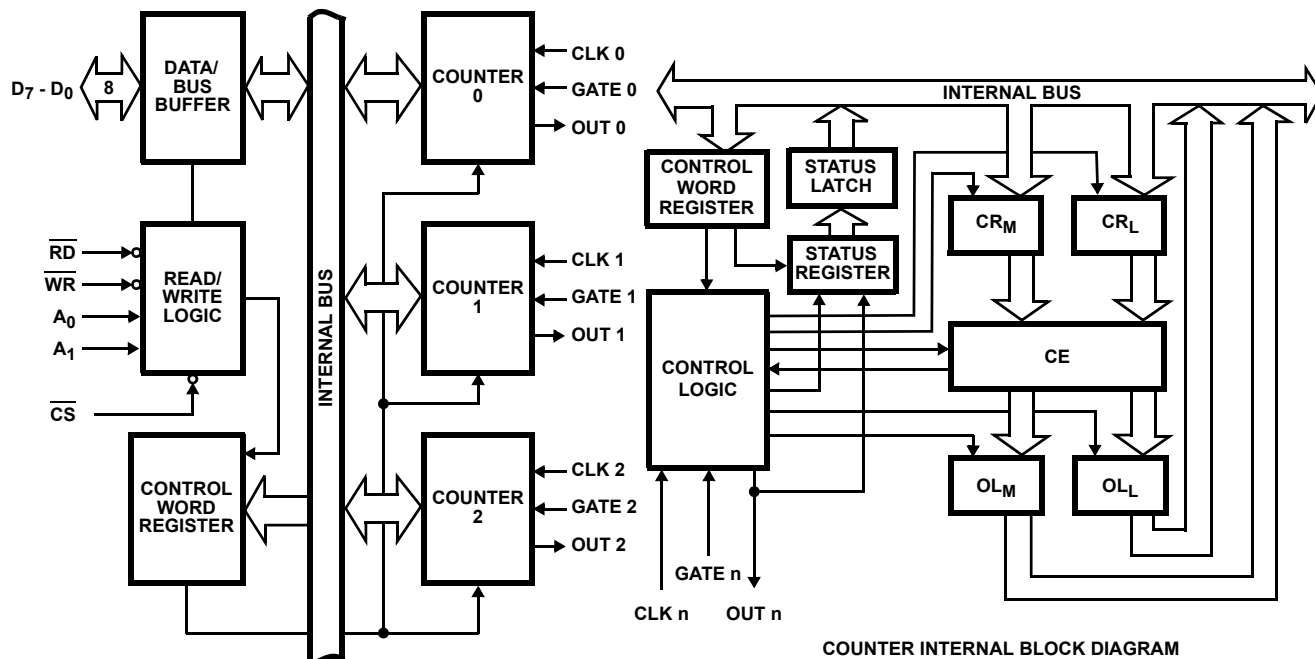 D7 - D0
8
DATA/
BUS
BUFFER
RD
WR
A0
A1
CS
READ/
WRITE
LOGIC
CONTROL
WORD
REGISTER
INTERNAL BUS
COUNTER
0
CLK 0
GATE 0
OUT 0
COUNTER
1
CLK 1
GATE 1
OUT 1
COUNTER
2
CLK 2
GATE 2
OUT 2
INTERNAL BUS
CONTROL
WORD
REGISTER
STATUS
LATCH
STATUS
REGISTER
CONTROL
LOGIC
CRM
CRL
CE
OLM
OLL
GATE n
CLK n
OUT n
COUNTER INTERNAL BLOCK DIAGRAM